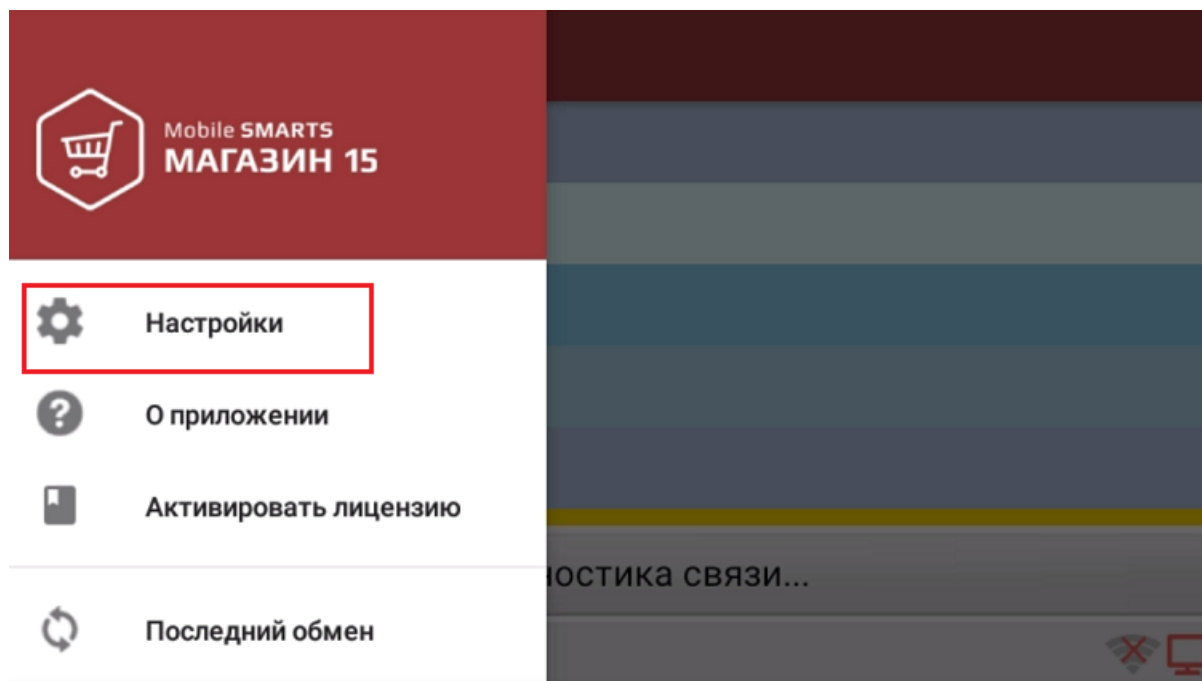 Mobile SMARTS
МАГАЗИН 15
Настройки
О приложении
Активировать лицензию
ностика связи...
Последний обмен